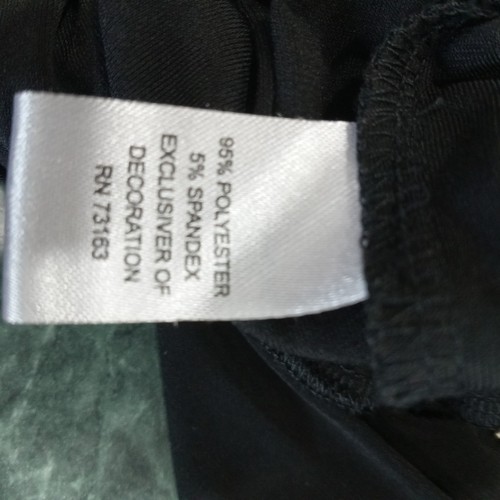 95% POLYESTER
5% SPANDEX
EXCLUSIVER OF
DECORATION
RN 73163